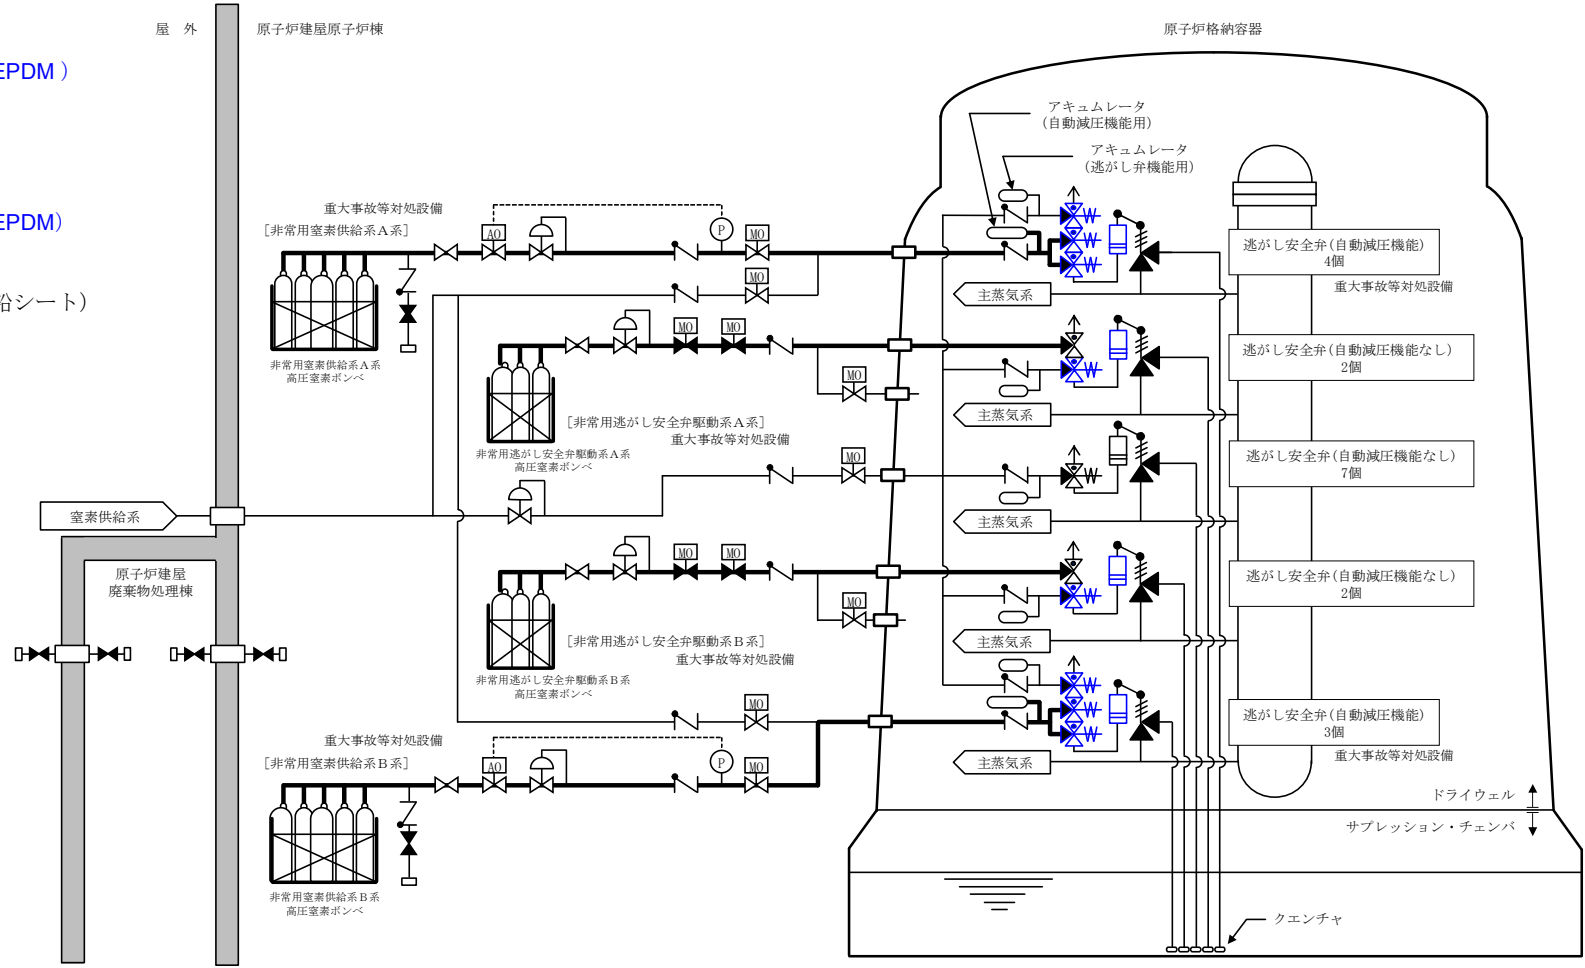 屋 外
原子炉建屋原子炉棟
原子炉格納容器
EPDM )
アキュムレータ
(自動減圧機能用)
アキュムレータ
(逃がし弁機能用)
重大事故等対処設備
[非常用窒素供給系A系]
EPDM)
AO
P
MO
MO
逃がし安全弁(自動減圧機能)
4個
重大事故等対処設備
鉛シート)
主蒸気系
非常用窒素供給系A系
高圧窒素ボンベ
MO
MO
MO
逃がし安全弁(自動減圧機能なし)
2個
主蒸気系
[非常用逃がし安全弁駆動系A系]
重大事故等対処設備
非常用逃がし安全弁駆動系A系
高圧窒素ボンベ
MO
逃がし安全弁(自動減圧機能なし)
7個
窒素供給系
主蒸気系
原子炉建屋
廃棄物処理棟
MO
MO
MO
逃がし安全弁(自動減圧機能なし)
2個
主蒸気系
[非常用逃がし安全弁駆動系B系]
重大事故等対処設備
非常用逃がし安全弁駆動系B系
高圧窒素ボンベ
MO
逃がし安全弁(自動減圧機能)
3個
重大事故等対処設備
主蒸気系
重大事故等対処設備
[非常用窒素供給系B系]
AO
P
MO
非常用窒素供給系B系
高圧窒素ボンベ
ドライウェル
サプレッション・チェンバ
クエンチャ